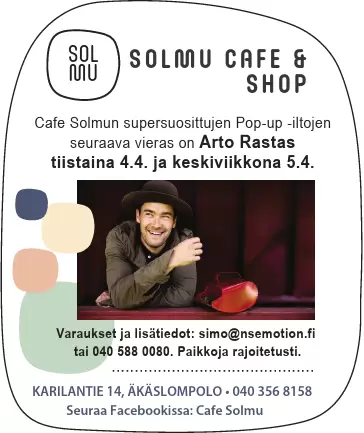 SOL
MU
SOLMU CAFE &
SHOP
Cafe Solmun supersuosittujen Pop-up -iltojen
seuraava vieras on Arto Rastas
tiistaina 4.4. ja keskiviikkona 5.4.
Varaukset ja lisätiedot: simo@nsemotion.fi
tai 040 588 0080. Paikkoja rajoitetusti.
KARILANTIE 14, ÄKÄSLOMPOLO • 040 356 8158
Seuraa Facebookissa: Cafe Solmu